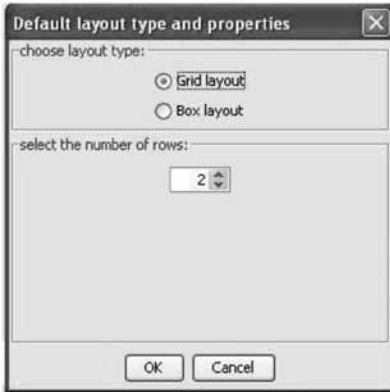 Default layout type and properties
choose layout type:
Grid layout
Box layout
select the number of rows:
2
OK Cancel